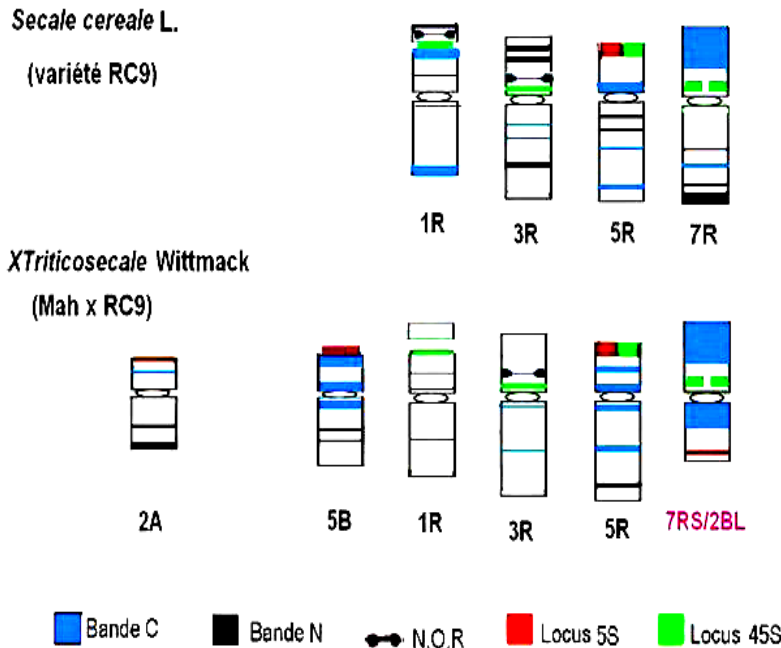 Secale cereale L.
(variété RC9)
1R 3R 5R 7R
XTriticosecale Wittmack
(Mah x RC9)
2A 5B 1R 3R 5R 7RS/2BL
Bande C Bande N N.O.R Locus 5S Locus 45S